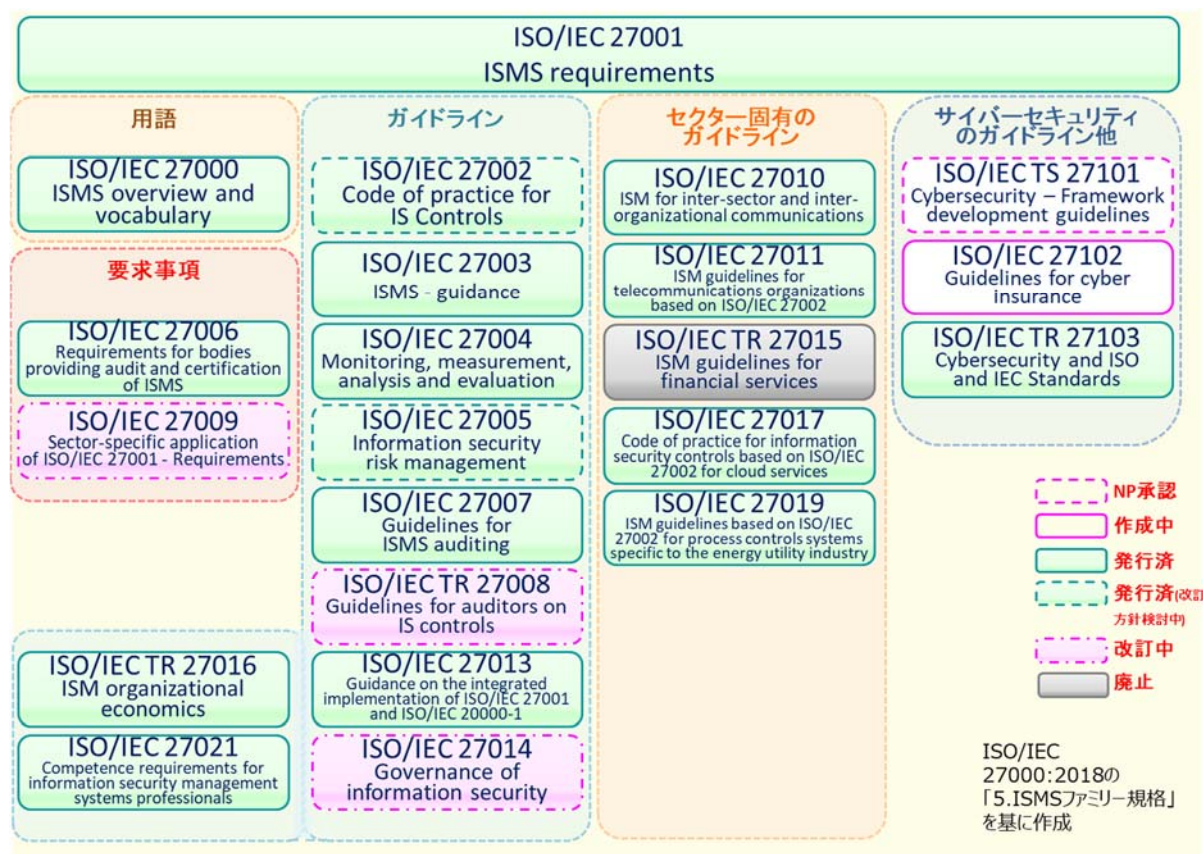 ISO/IEC 27001
ISMS requirements
用語
ISO/IEC 27000
ISMS overview and
vocabulary
要求事項
ISO/IEC 27006
Requirements for bodies
providing audit and certification
of ISMS
ISO/IEC 27009
Sector-specific application
of ISO/IEC 27001 - Requirements
ISO/IEC TR 27016
ISM organizational
economics
ISO/IEC 27021
Competence requirements for
information security management
systems professionals
ガイドライン
ISO/IEC 27002
Code of practice for
IS Controls
ISO/IEC 27003
ISMS - guidance
ISO/IEC 27004
Monitoring, measurement,
analysis and evaluation
ISO/IEC 27005
Information security
risk management
ISO/IEC 27007
Guidelines for
ISMS auditing
ISO/IEC TR 27008
Guidelines for auditors on
IS controls
ISO/IEC 27013
Guidance on the integrated
implementation of ISO/IEC 27001
and ISO/IEC 20000-1
ISO/IEC 27014
Governance of
information security
セクター固有の
ガイドライン
ISO/IEC 27010
ISM for inter-sector and inter-
organizational communications
ISO/IEC 27011
ISM guidelines for
telecommunications organizations
based on ISO/IEC 27002
ISO/IEC TR 27015
ISM guidelines for
financial services
ISO/IEC 27017
Code of practice for information
security controls based on ISO/IEC
27002 for cloud services
ISO/IEC 27019
ISM guidelines based on ISO/IEC
27002 for process controls systems
specific to the energy utility industry
サイバーセキュリティ
のガイドライン他
ISO/IEC TS 27101
Cybersecurity – Framework
development guidelines
ISO/IEC 27102
Guidelines for cyber
insurance
ISO/IEC TR 27103
Cybersecurity and ISO
and IEC Standards
NP承認
作成中
発行済
発行済(改訂
方針検討中)
改訂中
廃止
ISO/IEC
27000:2018の
「5.ISMSファミリー規格」
を基に作成